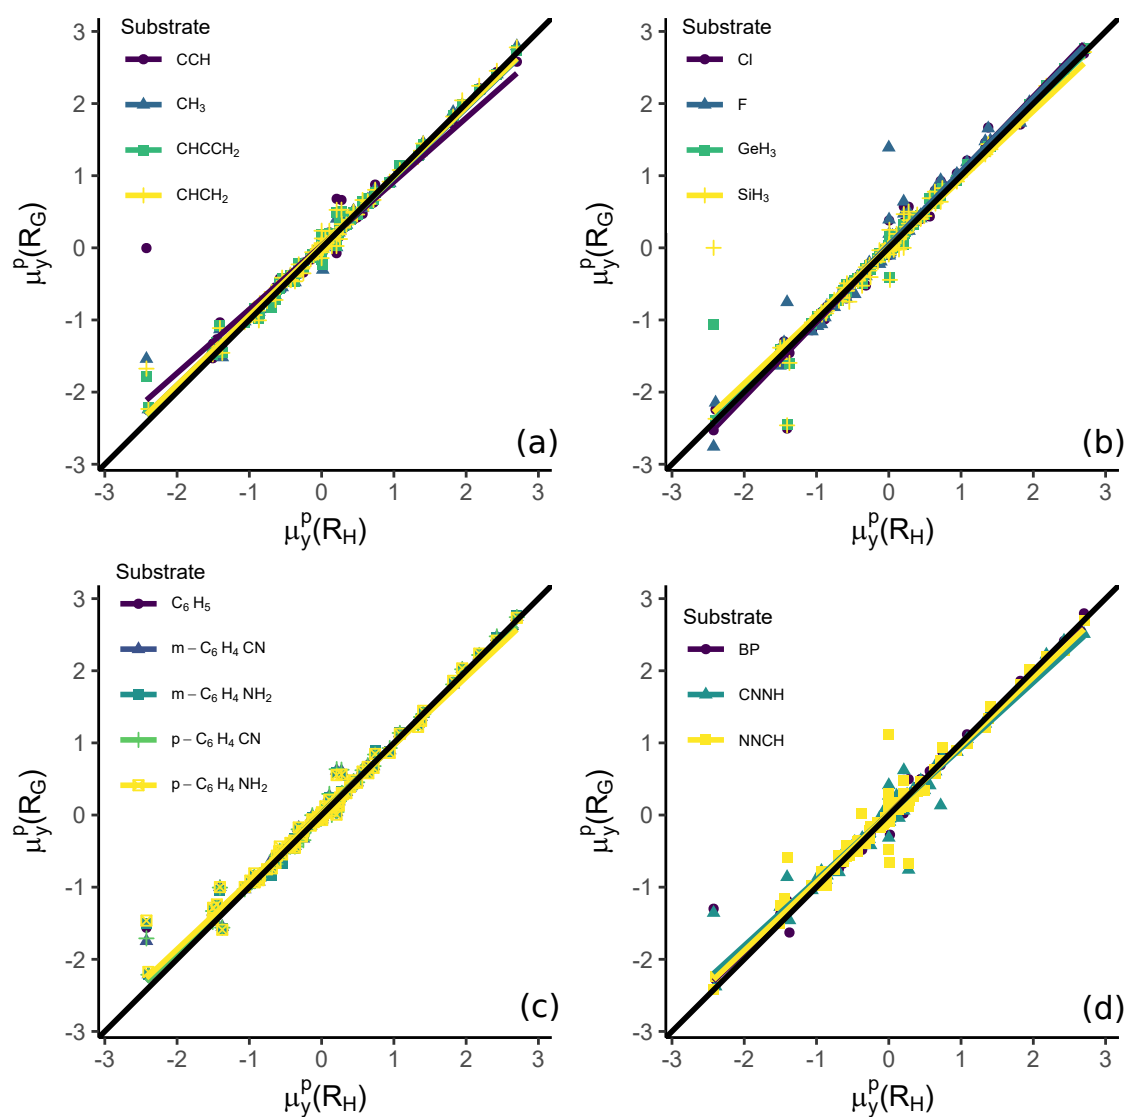 Substrate
CCH
CH3
CHCCH2
CHCH2
3
2
1
0
-1
-2
-3
μyp(RG)
(a)
-3 -2 -1 0 1 2 3
μyp(RH)
Substrate
Cl
F
GeH3
SiH3
3
2
1
0
-1
-2
-3
μyp(RG)
(b)
-3 -2 -1 0 1 2 3
μyp(RH)
Substrate
C6 H5
m – C6 H4 CN
m – C6 H4 NH2
p – C6 H4 CN
p – C6 H4 NH2
3
2
1
0
-1
-2
-3
μyp(RG)
(c)
-3 -2 -1 0 1 2 3
μyp(RH)
Substrate
BP
CNNH
NNCH
3
2
1
0
-1
-2
-3
μyp(RG)
(d)
-3 -2 -1 0 1 2 3
μyp(RH)